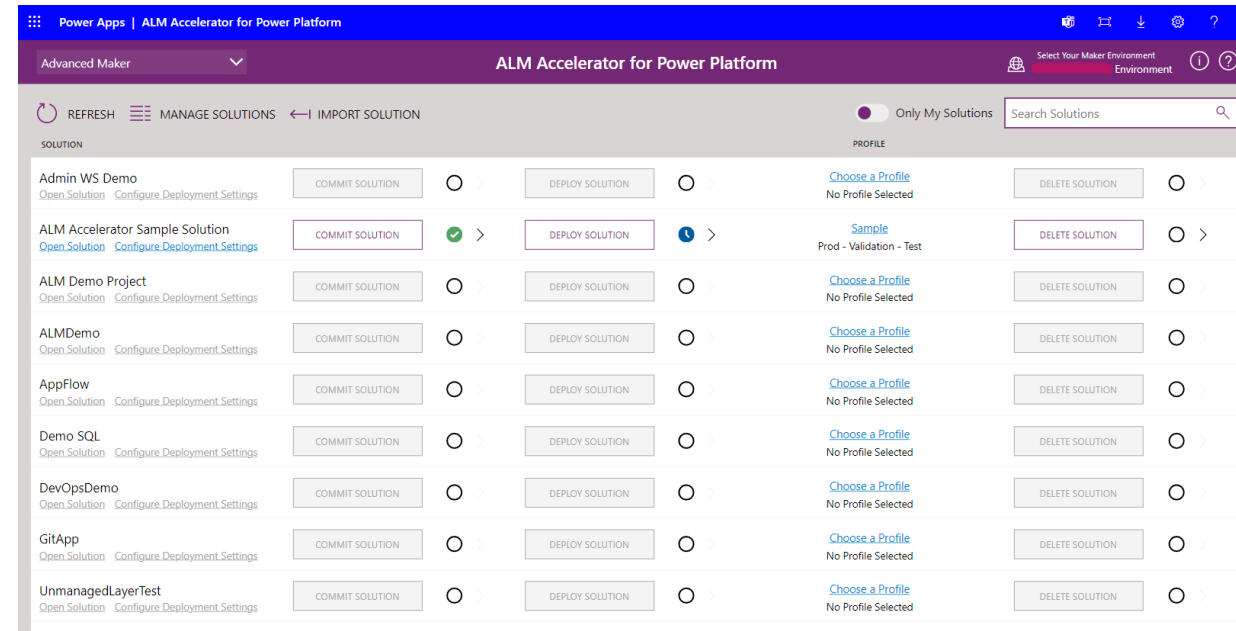 Power Apps | ALM Accelerator for Power Platform ?
Advanced Maker ALM Accelerator for Power Platform Select Your Maker Environment
Environment
REFRESH MANAGE SOLUTIONS IMPORT SOLUTION Only My Solutions Search Solutions
SOLUTION PROFILE
Admin WS Demo Choose a Profile
Open Solution Configure Deployment Settings COMMIT SOLUTION DEPLOY SOLUTION No Profile Selected DELETE SOLUTION
ALM Accelerator Sample Solution Sample
Open Solution Configure Deployment Settings COMMIT SOLUTION DEPLOY SOLUTION Prod - Validation - Test DELETE SOLUTION
ALM Demo Project Choose a Profile
Open Solution Configure Deployment Settings COMMIT SOLUTION DEPLOY SOLUTION No Profile Selected DELETE SOLUTION
ALMDemo Choose a Profile
Open Solution Configure Deployment Settings COMMIT SOLUTION DEPLOY SOLUTION No Profile Selected DELETE SOLUTION
AppFlow Choose a Profile
Open Solution Configure Deployment Settings COMMIT SOLUTION DEPLOY SOLUTION No Profile Selected DELETE SOLUTION
Demo SQL Choose a Profile
Open Solution Configure Deployment Settings COMMIT SOLUTION DEPLOY SOLUTION No Profile Selected DELETE SOLUTION
DevOpsDemo Choose a Profile
Open Solution Configure Deployment Settings COMMIT SOLUTION DEPLOY SOLUTION No Profile Selected DELETE SOLUTION
GitApp Choose a Profile
Open Solution Configure Deployment Settings COMMIT SOLUTION DEPLOY SOLUTION No Profile Selected DELETE SOLUTION
UnmanagedLayerTest Choose a Profile
Open Solution Configure Deployment Settings COMMIT SOLUTION DEPLOY SOLUTION No Profile Selected DELETE SOLUTION